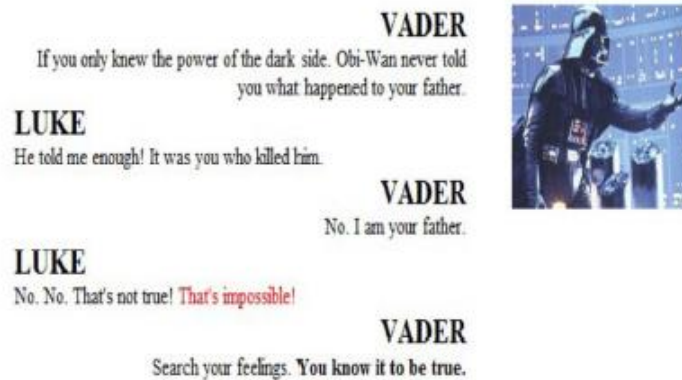 VADER
If you only knew the power of the dark side. Obi-Wan never told
you what happened to your father.
LUKE
He told me enough! It was you who killed him.
VADER
No. I am your father.
LUKE
No. No. That's not true! That's impossible!
VADER
Search your feelings. You know it to be true.